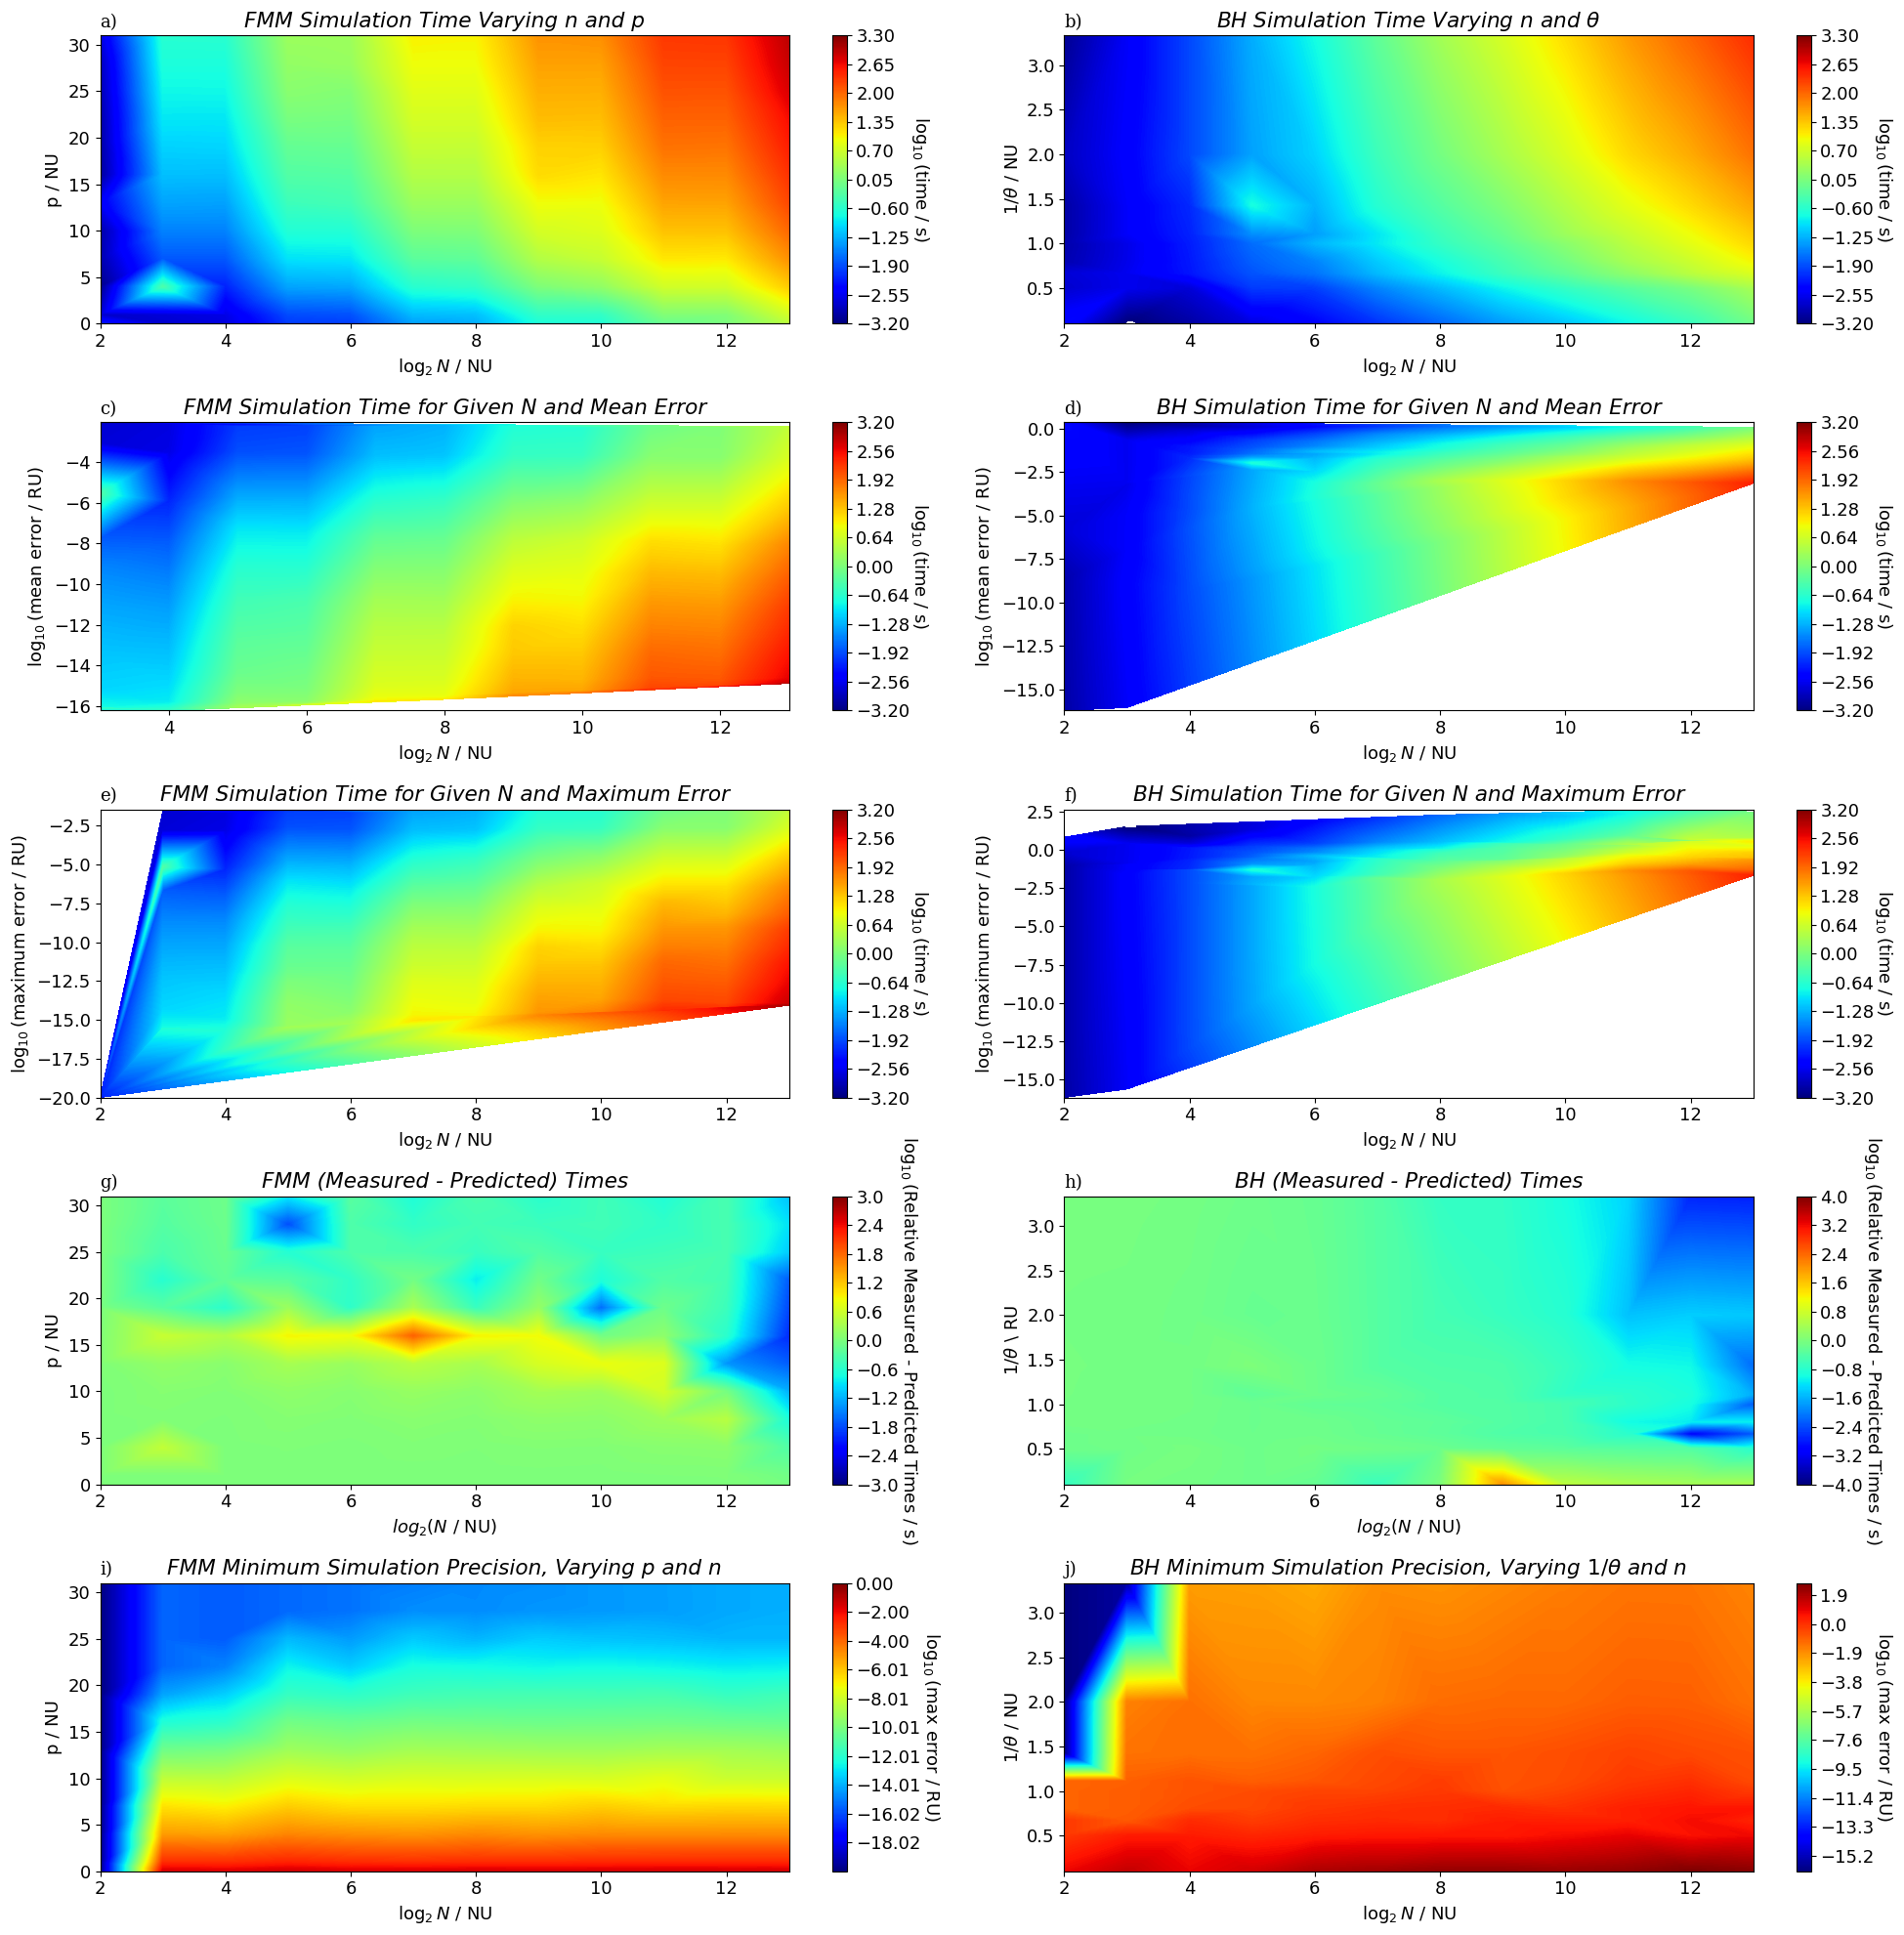 a)
FMM Simulation Time Varying n and p
30
25
20
15
10
5
0
p / NU
2 4 6 8 10 12
log₂ N / NU
3.30
2.65
2.00
1.35
0.70
0.05
−0.60
−1.25
−1.90
−2.55
−3.20
log₁₀(time / s)
b)
BH Simulation Time Varying n and θ
3.0
2.5
2.0
1.5
1.0
0.5
1/θ / NU
2 4 6 8 10 12
log₂ N / NU
3.30
2.65
2.00
1.35
0.70
0.05
−0.60
−1.25
−1.90
−2.55
−3.20
log₁₀(time / s)
c)
FMM Simulation Time for Given N and Mean Error
−4
−6
−8
−10
−12
−14
−16
log₁₀(mean error / RU)
4 6 8 10 12
log₂ N / NU
3.20
2.56
1.92
1.28
0.64
0.00
−0.64
−1.28
−1.92
−2.56
−3.20
log₁₀(time / s)
d)
BH Simulation Time for Given N and Mean Error
0.0
−2.5
−5.0
−7.5
−10.0
−12.5
−15.0
log₁₀(mean error / RU)
2 4 6 8 10 12
log₂ N / NU
3.20
2.56
1.92
1.28
0.64
0.00
−0.64
−1.28
−1.92
−2.56
−3.20
log₁₀(time / s)
e)
FMM Simulation Time for Given N and Maximum Error
−2.5
−5.0
−7.5
−10.0
−12.5
−15.0
−17.5
−20.0
log₁₀(maximum error / RU)
2 4 6 8 10 12
log₂ N / NU
3.20
2.56
1.92
1.28
0.64
0.00
−0.64
−1.28
−1.92
−2.56
−3.20
log₁₀(time / s)
f)
BH Simulation Time for Given N and Maximum Error
2.5
0.0
−2.5
−5.0
−7.5
−10.0
−12.5
−15.0
log₁₀(maximum error / RU)
2 4 6 8 10 12
log₂ N / NU
3.20
2.56
1.92
1.28
0.64
0.00
−0.64
−1.28
−1.92
−2.56
−3.20
log₁₀(time / s)
g)
FMM (Measured - Predicted) Times
30
25
20
15
10
5
0
p / NU
2 4 6 8 10 12
log₂(N / NU)
3.0
2.4
1.8
1.2
0.6
0.0
−0.6
−1.2
−1.8
−2.4
−3.0
log₁₀(Relative Measured - Predicted Times / s)
h)
BH (Measured - Predicted) Times
3.0
2.5
2.0
1.5
1.0
0.5
1/θ \ RU
2 4 6 8 10 12
log₂(N / NU)
4.0
3.2
2.4
1.6
0.8
0.0
−0.8
−1.6
−2.4
−3.2
−4.0
log₁₀(Relative Measured - Predicted Times / s)
i)
FMM Minimum Simulation Precision, Varying p and n
30
25
20
15
10
5
0
p / NU
2 4 6 8 10 12
log₂ N / NU
0.00
−2.00
−4.00
−6.01
−8.01
−10.01
−12.01
−14.01
−16.02
−18.02
log₁₀(max error / RU)
j)
BH Minimum Simulation Precision, Varying 1/θ and n
3.0
2.5
2.0
1.5
1.0
0.5
1/θ / NU
2 4 6 8 10 12
log₂ N / NU
1.9
0.0
−1.9
−3.8
−5.7
−7.6
−9.5
−11.4
−13.3
−15.2
log₁₀(max error / RU)